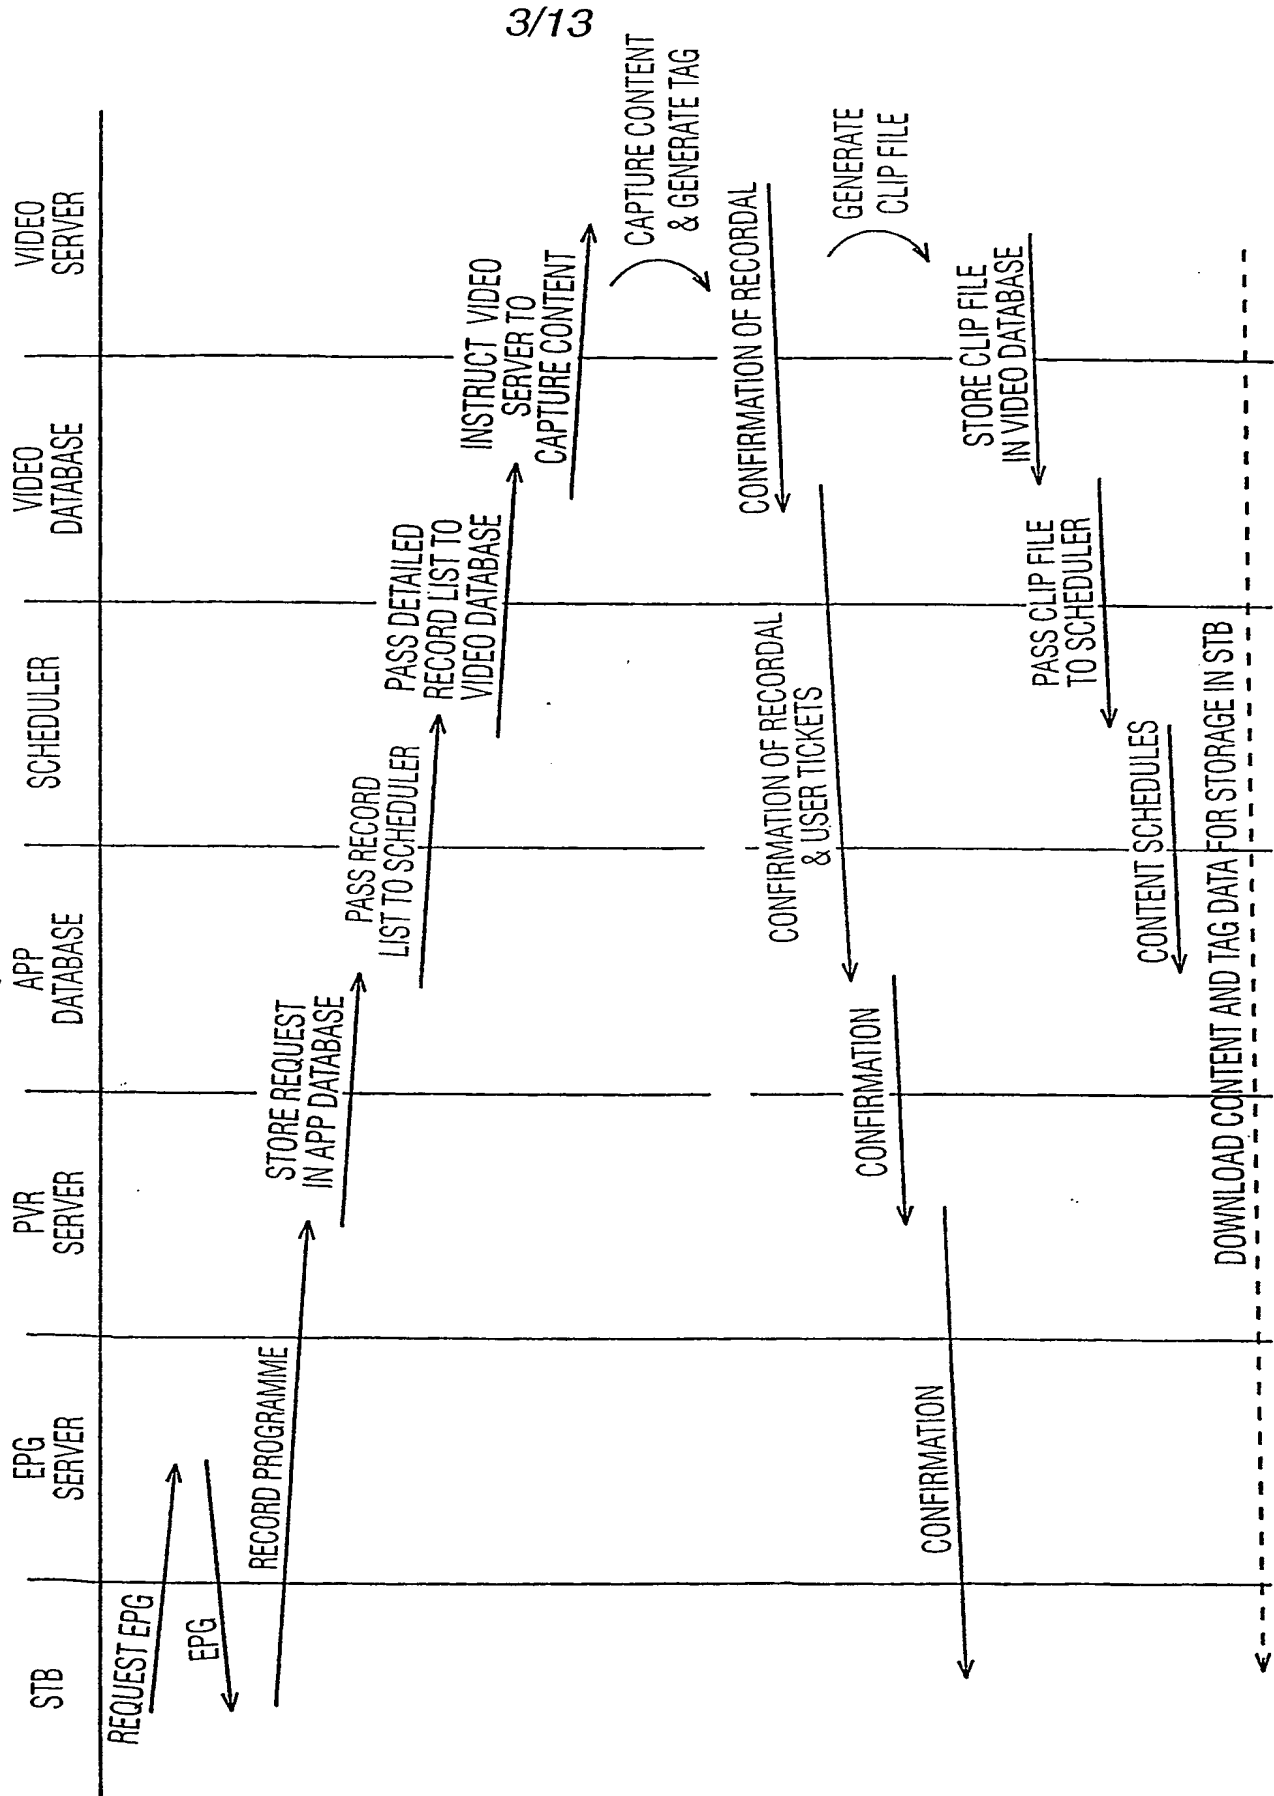 3/13
STB
EPG
SERVER
PVR
SERVER
APP
DATABASE
SCHEDULER
VIDEO
DATABASE
VIDEO
SERVER
REQUEST EPG
EPG
RECORD PROGRAMME
STORE REQUEST
IN APP DATABASE
PASS RECORD
LIST TO SCHEDULER
PASS DETAILED
RECORD LIST TO
VIDEO DATABASE
INSTRUCT VIDEO
SERVER TO
CAPTURE CONTENT
CAPTURE CONTENT
& GENERATE TAG
CONFIRMATION OF RECORDAL
CONFIRMATION OF RECORDAL
& USER TICKETS
GENERATE
CLIP FILE
CONFIRMATION
CONFIRMATION
STORE CLIP FILE
IN VIDEO DATABASE
PASS CLIP FILE
TO SCHEDULER
CONTENT SCHEDULES
DOWNLOAD CONTENT AND TAG DATA FOR STORAGE IN STB